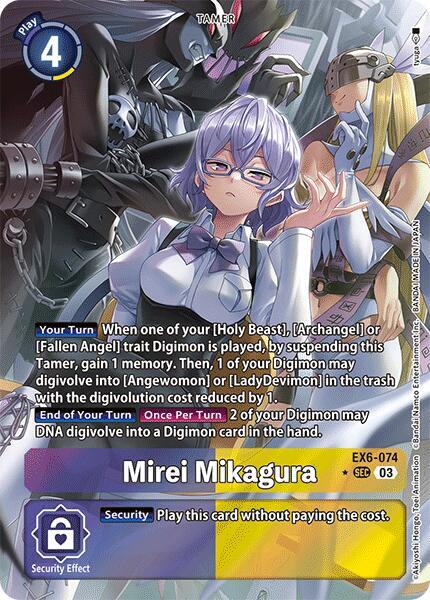 TAMER
Play
4
tyuga
Your Turn When one of your [Holy Beast], [Archangel] or
[Fallen Angel] trait Digimon is played, by suspending this
Tamer, gain 1 memory. Then, 1 of your Digimon may
digivolve into [Angewomon] or [LadyDevimon] in the trash
with the digivolution cost reduced by 1.
End of Your Turn Once Per Turn 2 of your Digimon may
DNA digivolve into a Digimon card in the hand.
EX6-074
Mirei Mikagura
SEC 03
Security Play this card without paying the cost.
Security Effect
©Akiyoshi Hongo, Toei Animation ©Bandai Namco Entertainment Inc. BANDAI MADE IN JAPAN